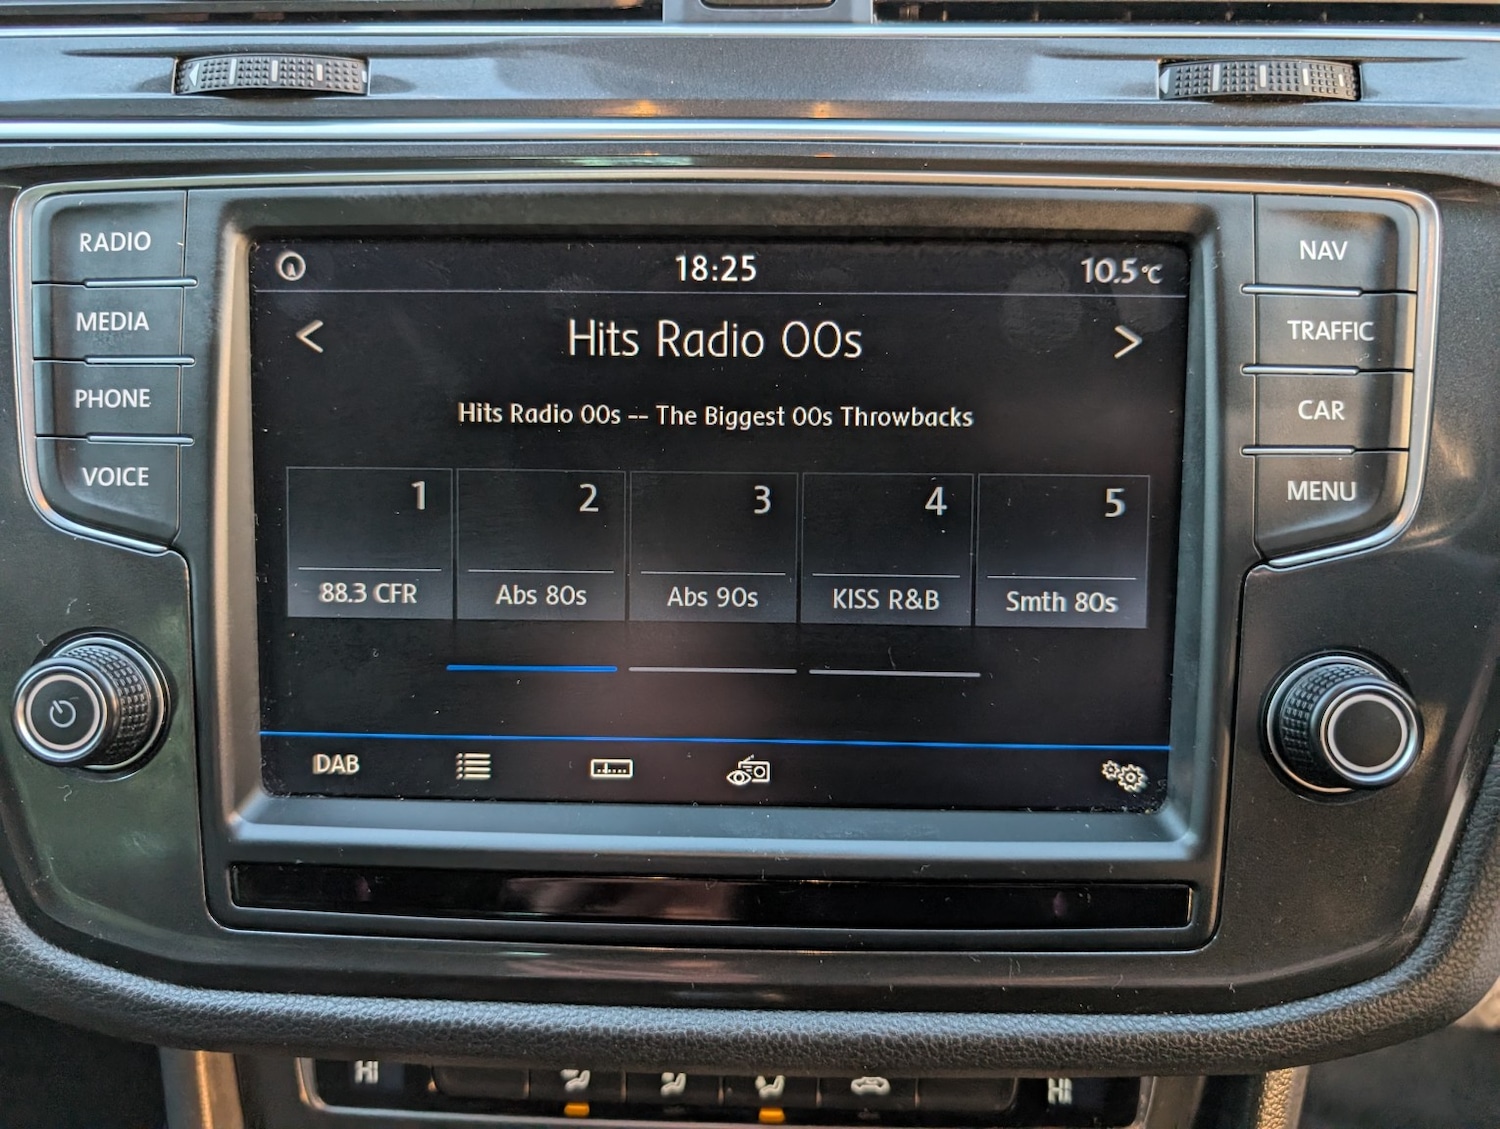 18:25
10.5°C
RADIO
MEDIA
PHONE
VOICE
< Hits Radio 00s >
Hits Radio 00s -- The Biggest 00s Throwbacks
1 2 3 4 5
88.3 CFR Abs 80s Abs 90s KISS R&B Smth 80s
DAB
NAV
TRAFFIC
CAR
MENU
HI HI